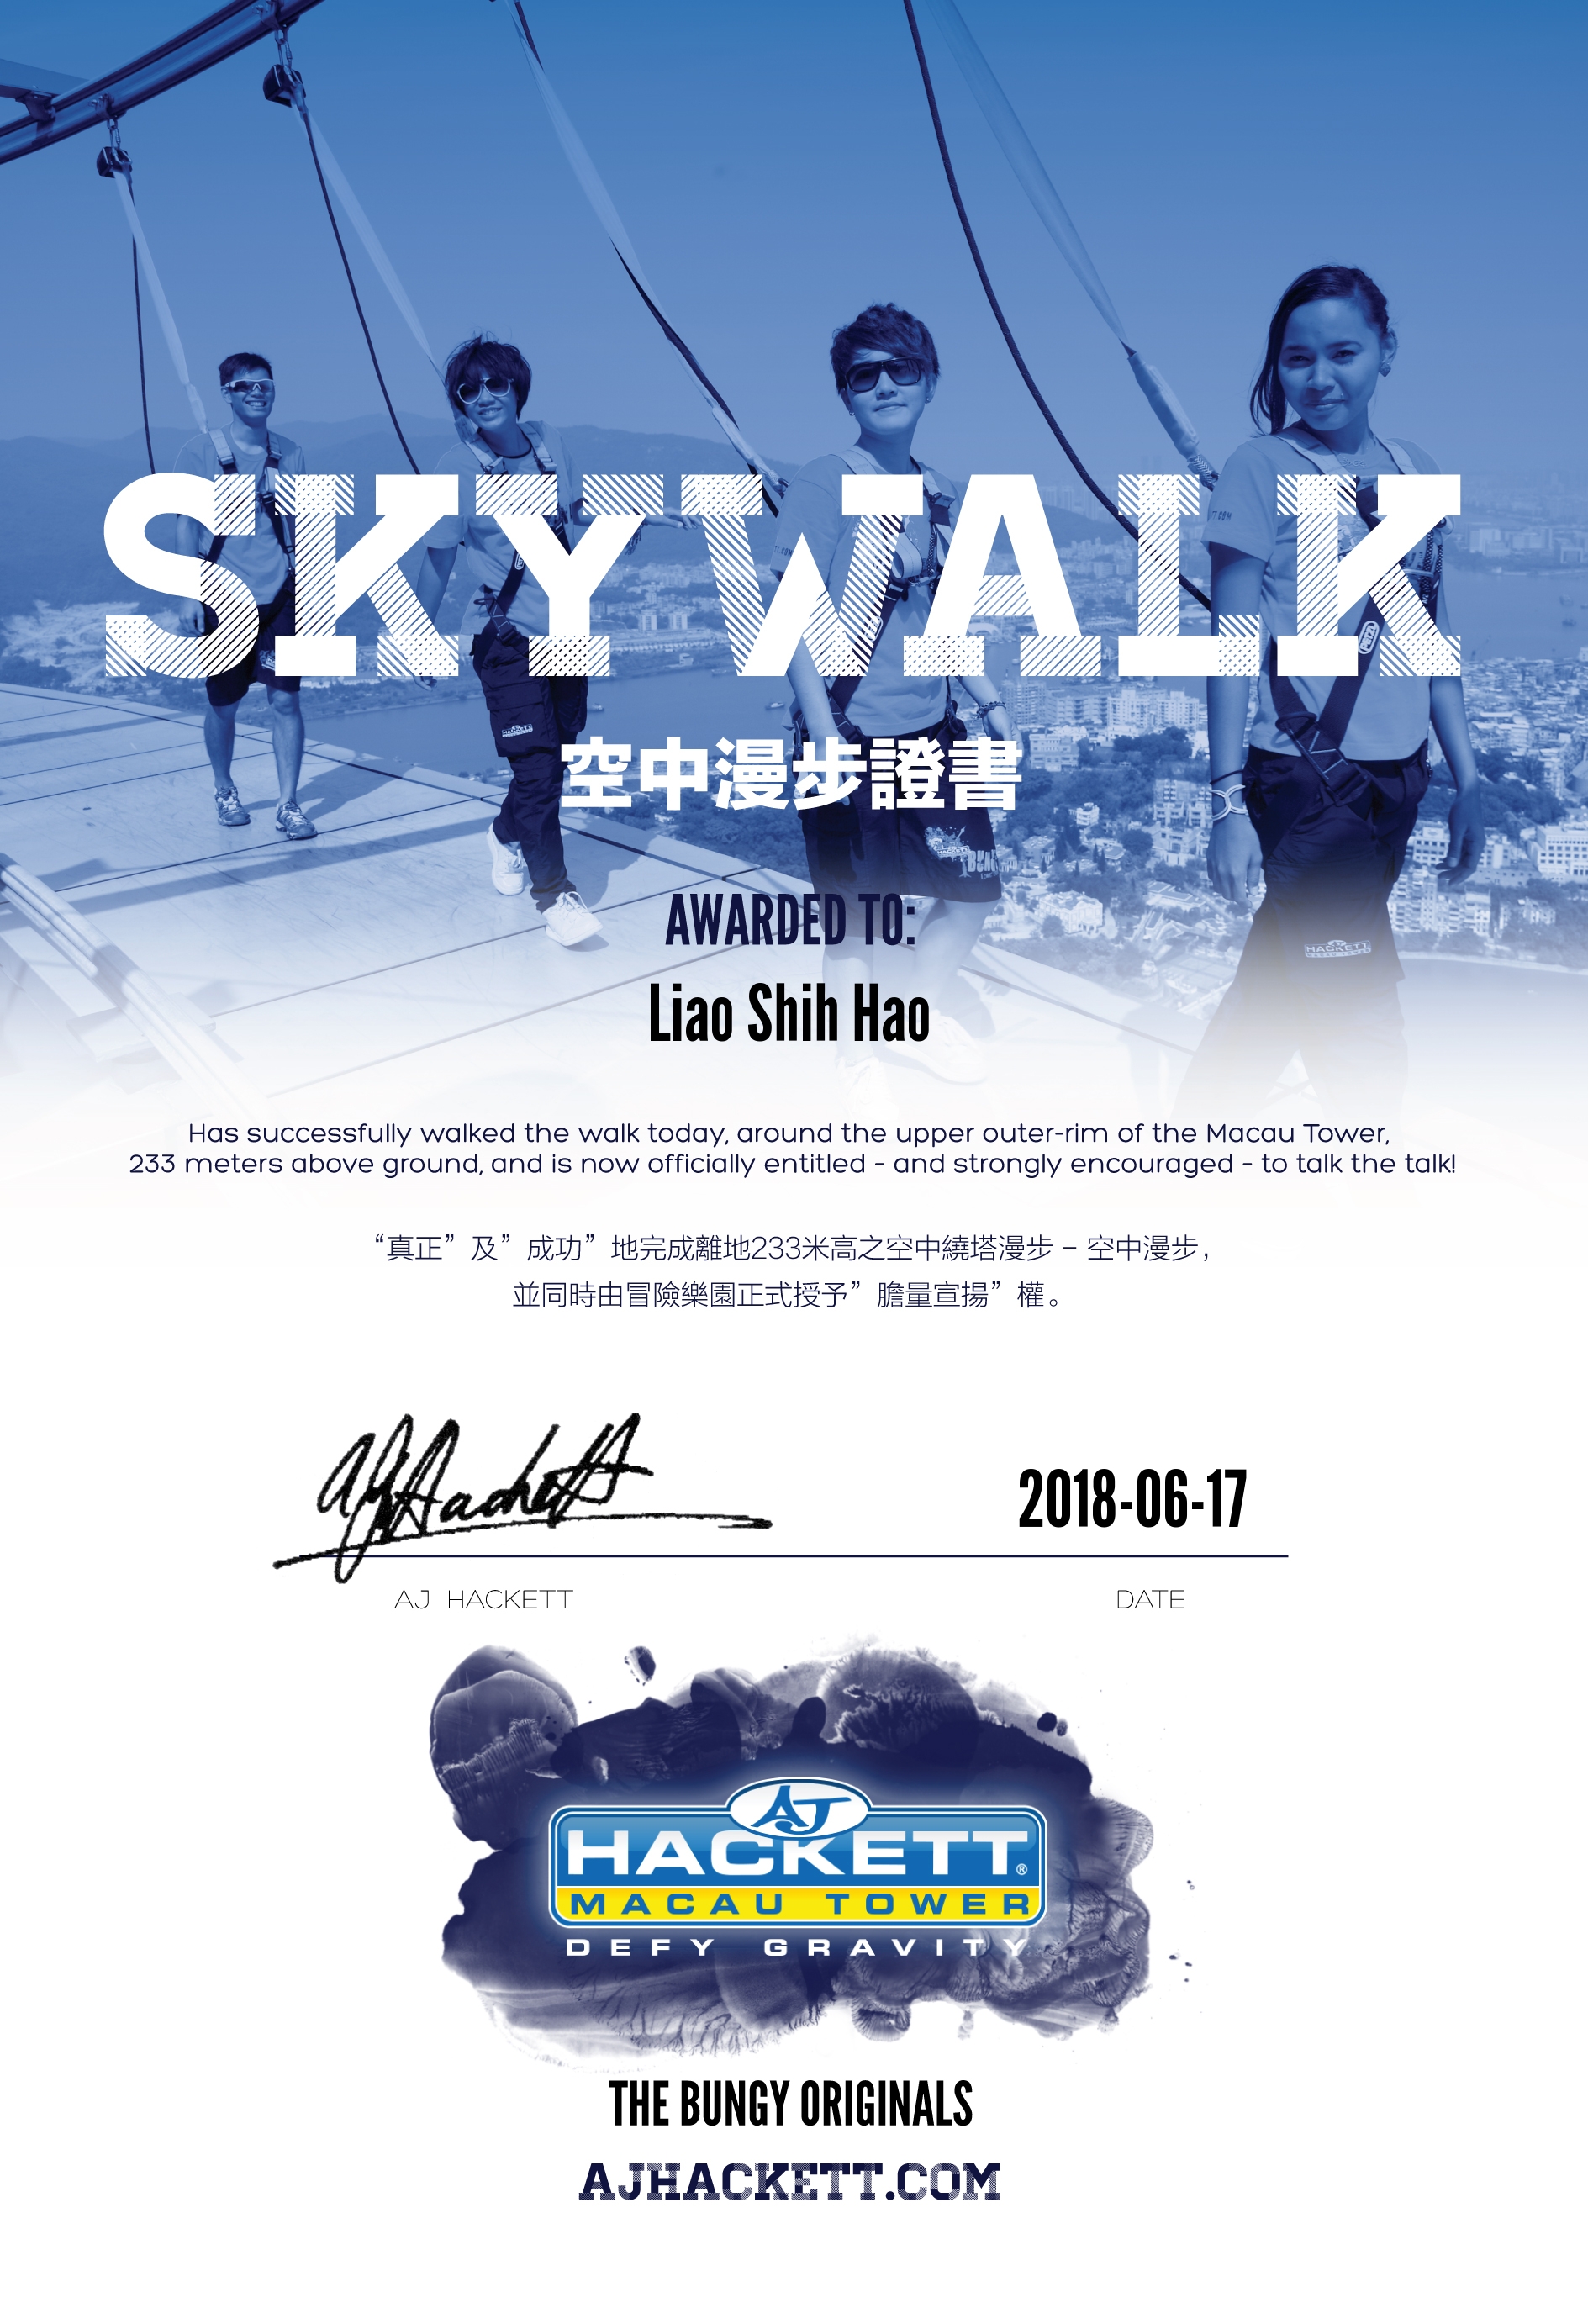 SKYWALK
空中漫步證書
AWARDED TO:
Liao Shih Hao
Has successfully walked the walk today, around the upper outer-rim of the Macau Tower,
233 meters above ground, and is now officially entitled - and strongly encouraged - to talk the talk!
“真正”及”成功”地完成離地233米高之空中繞塔漫步 – 空中漫步,
並同時由冒險樂園正式授予”膽量宣揚”權。
AJ Hackett
2018-06-17
AJ HACKETT
DATE
AJ
HACKETT®
MACAU TOWER
DEFY GRAVITY
THE BUNGY ORIGINALS
AJHACKETT.COM